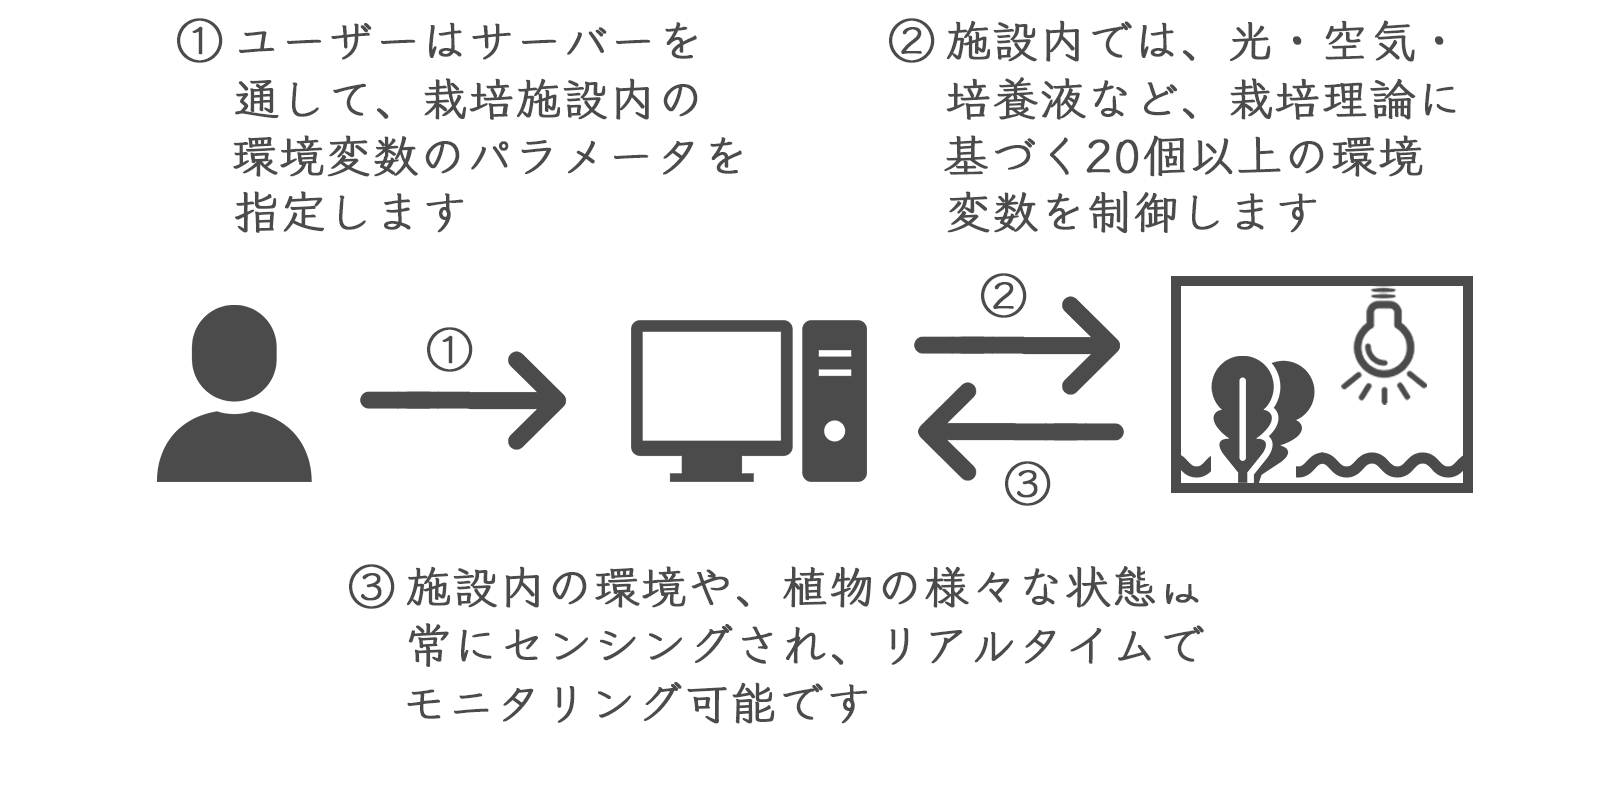 ① ユーザーはサーバーを
通して、栽培施設内の
環境変数のパラメータを
指定します
② 施設内では、光・空気・
培養液など、栽培理論に
基づく20個以上の環境
変数を制御します
①
②
③
③ 施設内の環境や、植物の様々な状態は
常にセンシングされ、リアルタイムで
モニタリング可能です